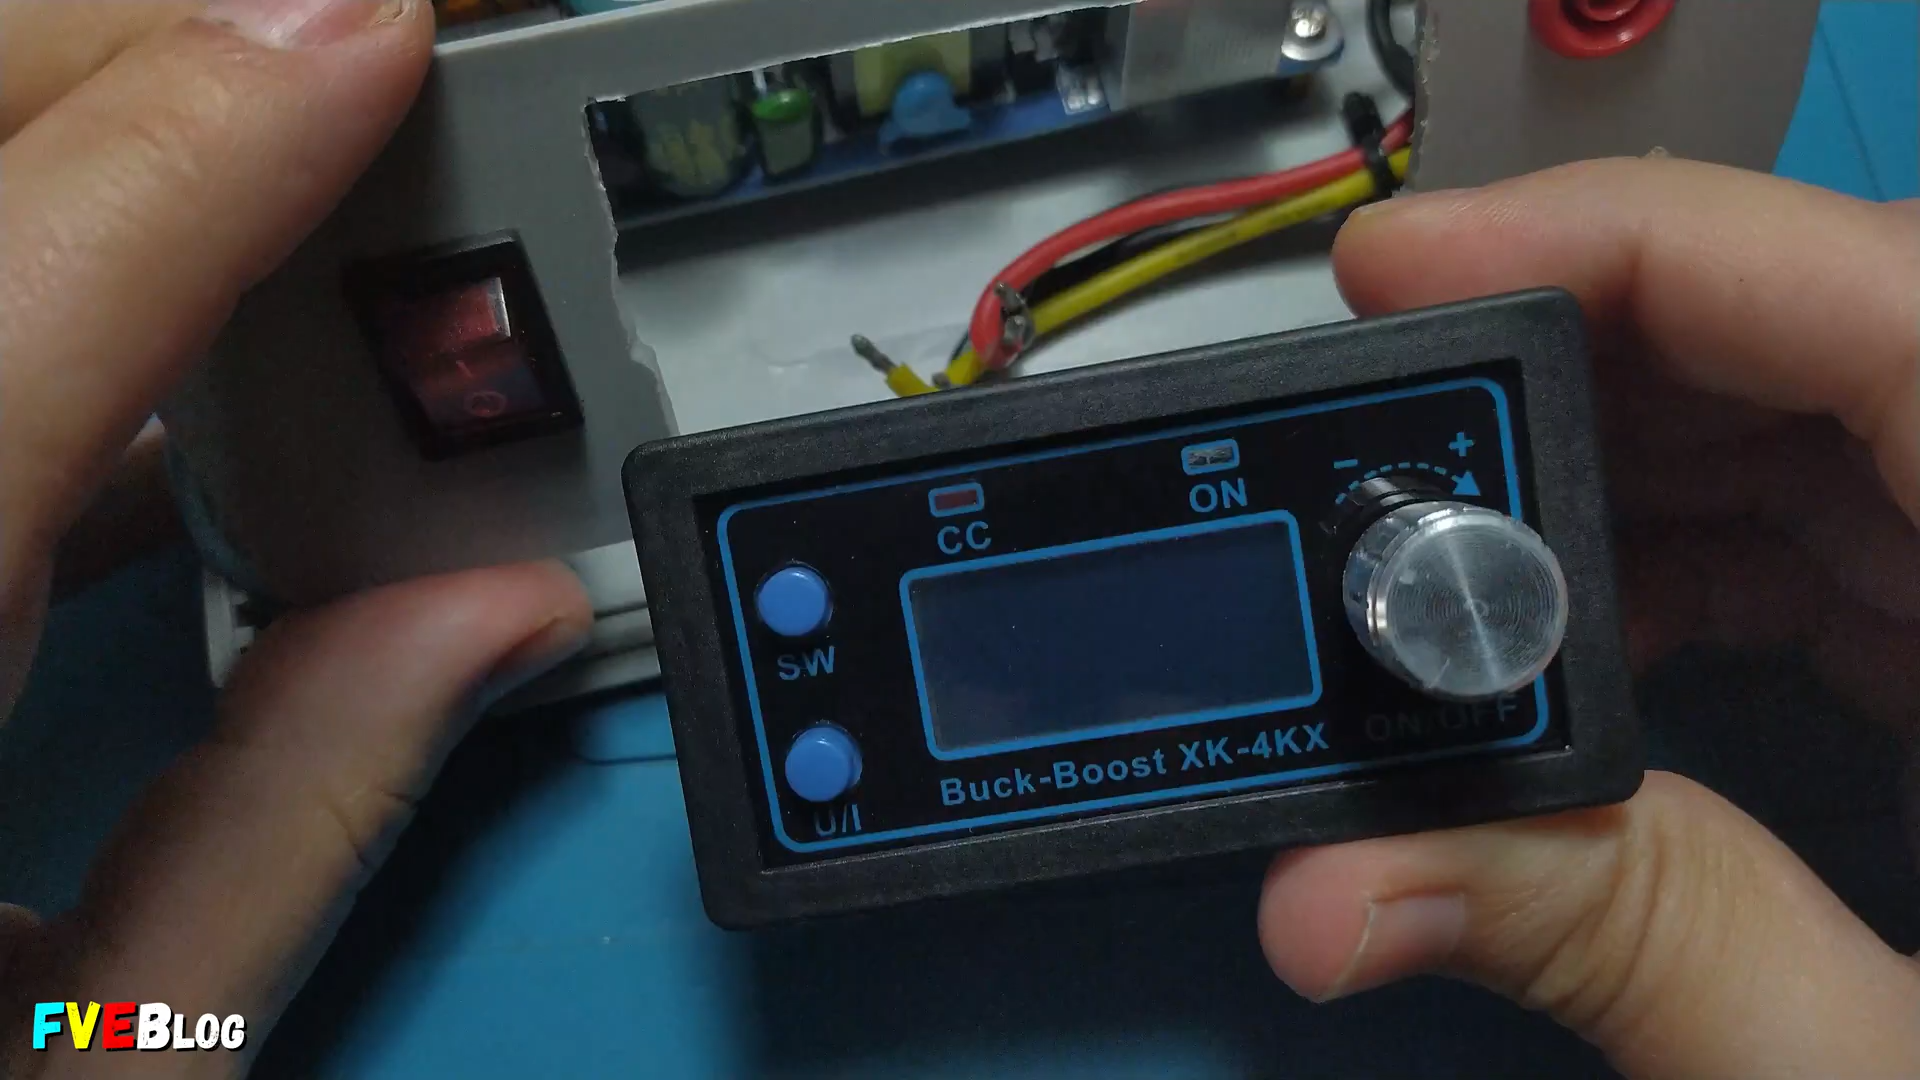 − +
CC
ON
SW
U/I
ON/OFF
Buck-Boost XK-4KX
FVEBLOG